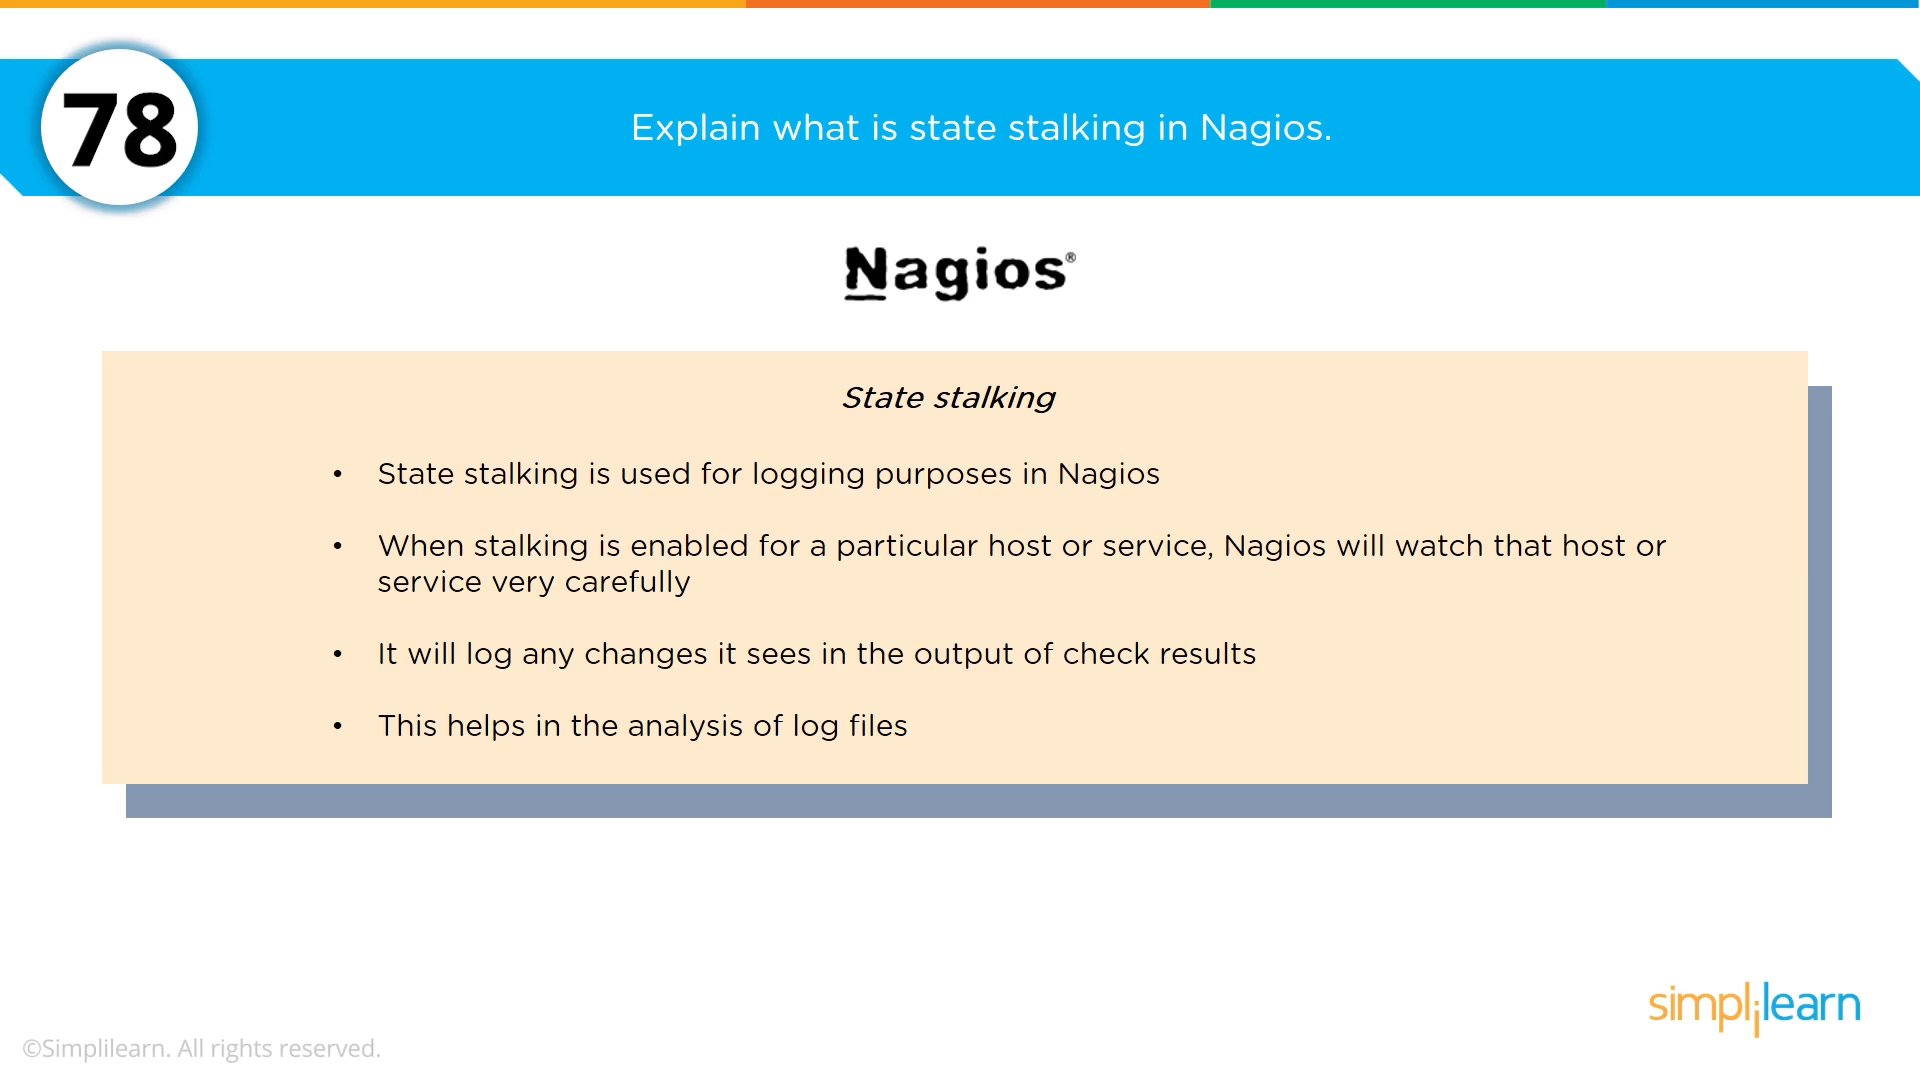 78
Explain what is state stalking in Nagios.
Nagios®
State stalking
• State stalking is used for logging purposes in Nagios
• When stalking is enabled for a particular host or service, Nagios will watch that host or
service very carefully
• It will log any changes it sees in the output of check results
• This helps in the analysis of log files
simplilearn
©Simplilearn. All rights reserved.